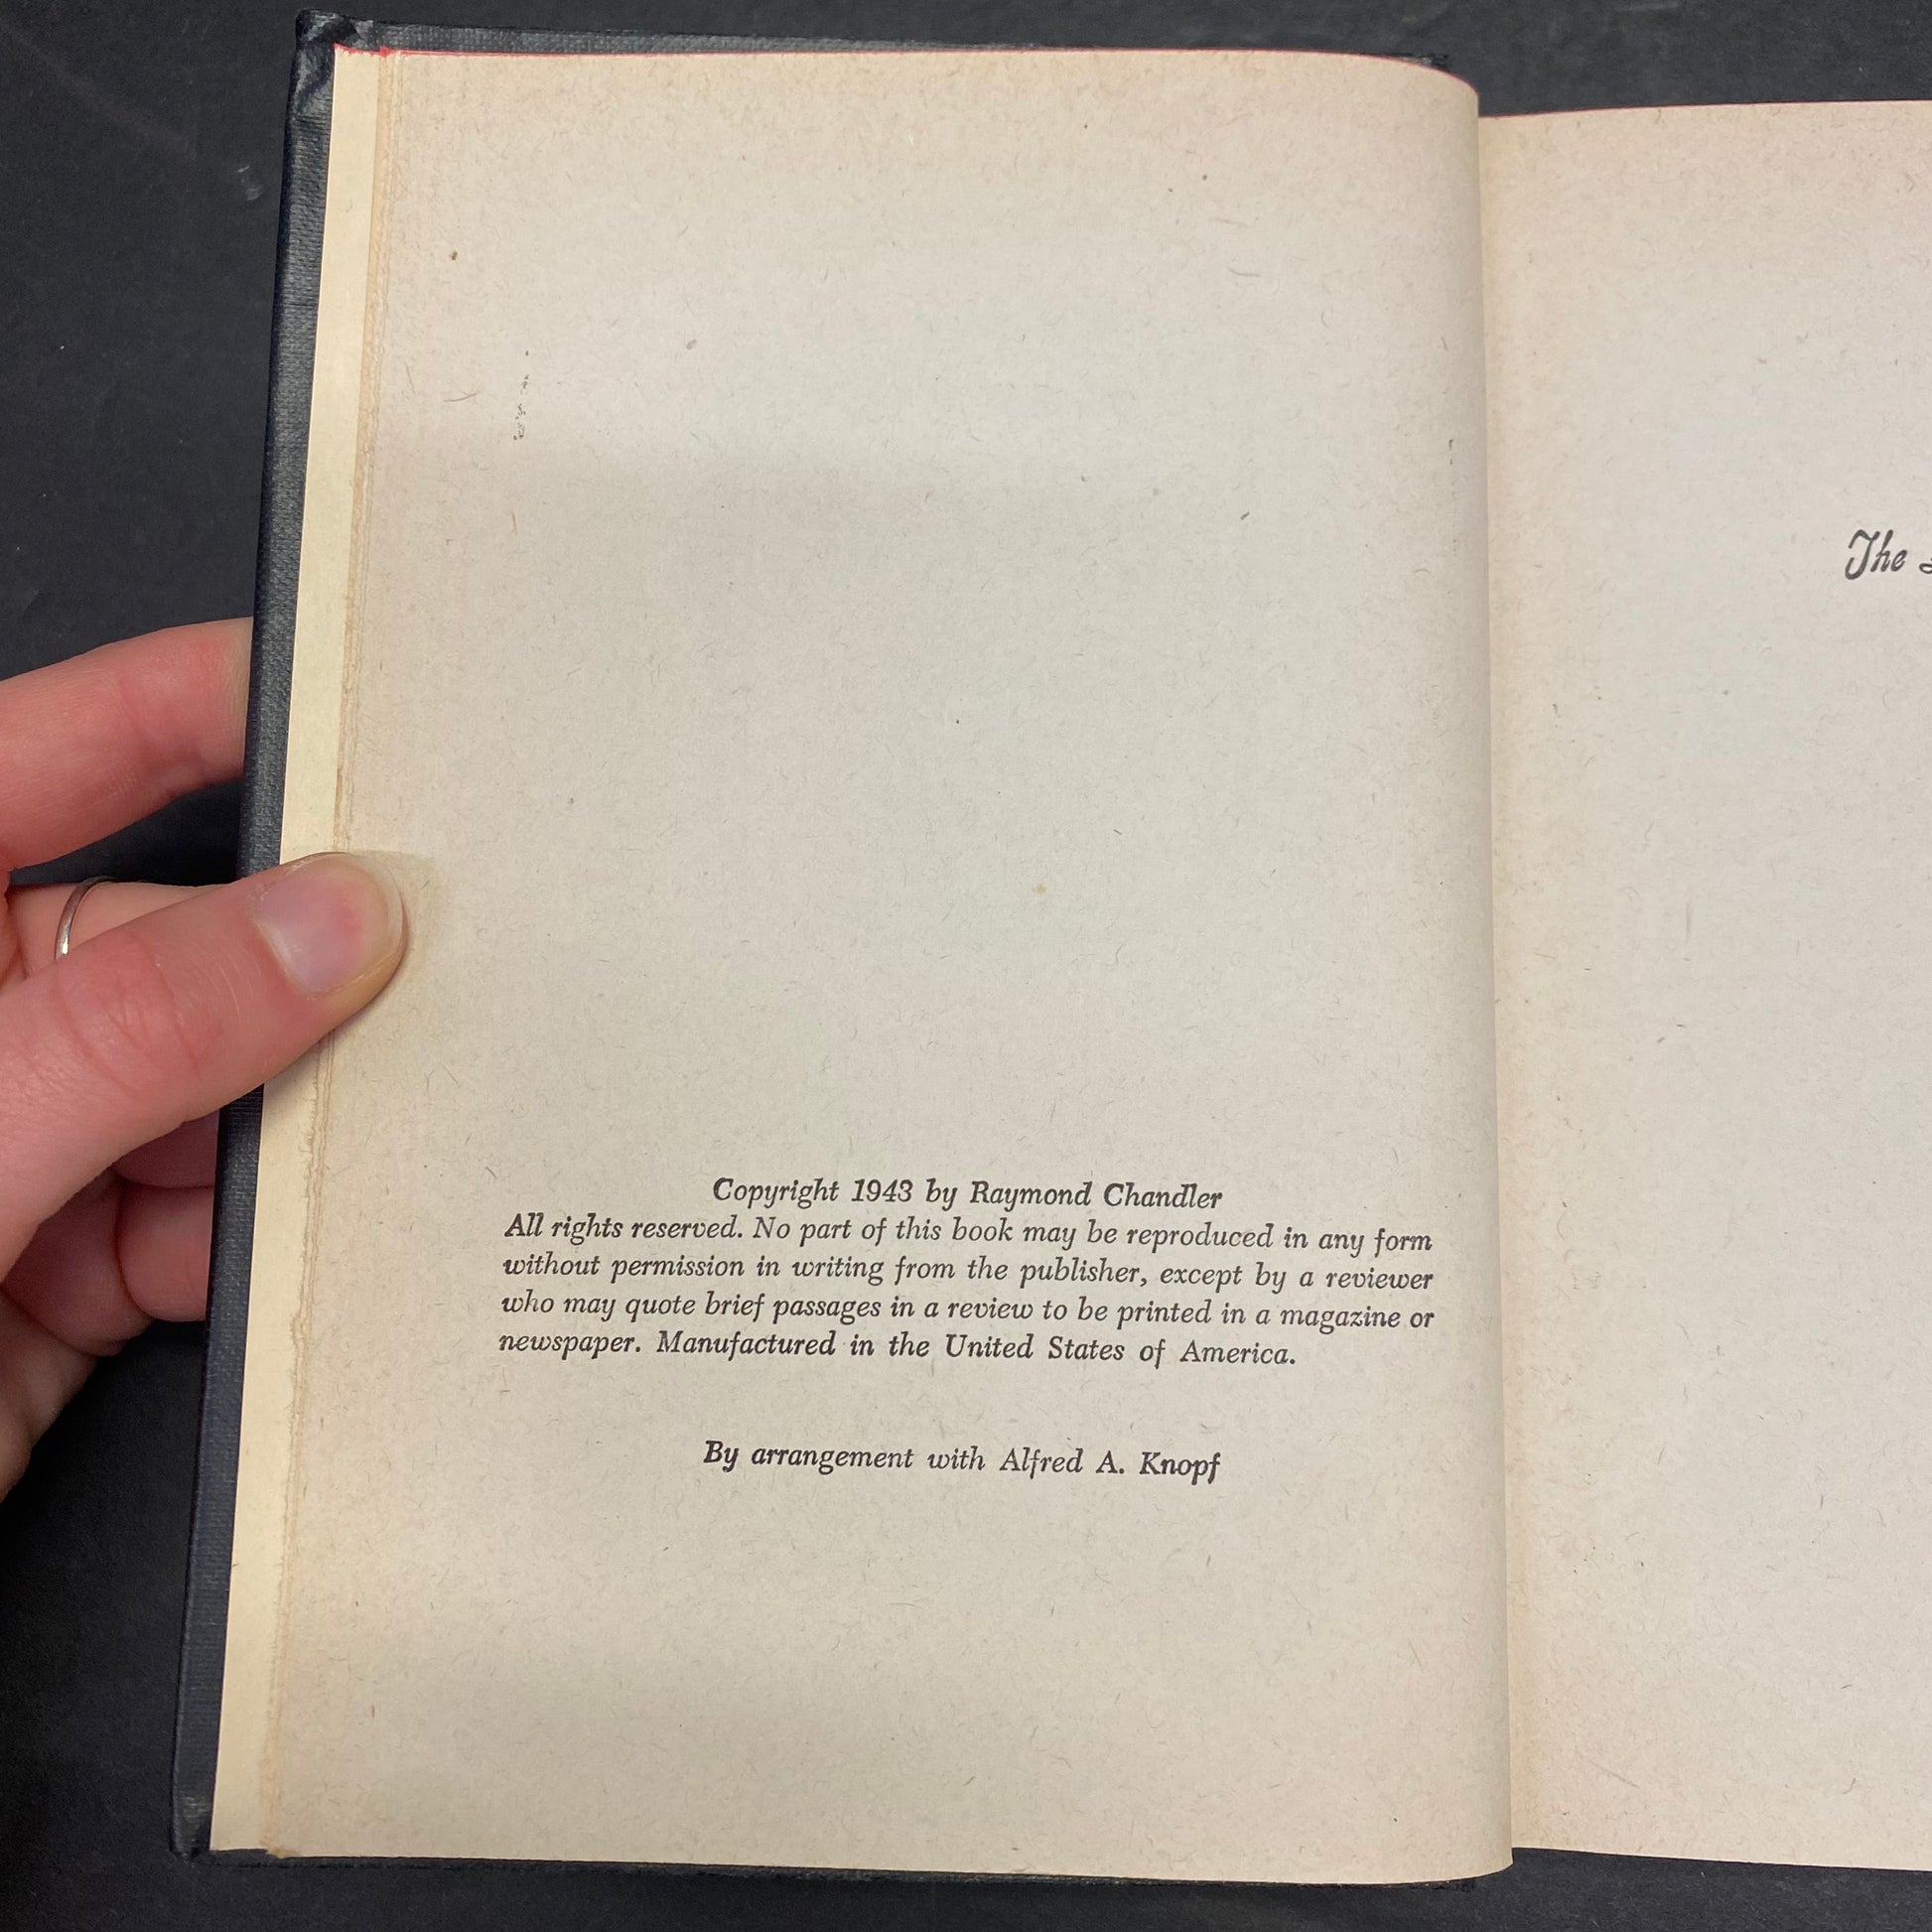 Copyright 1943 by Raymond Chandler
All rights reserved. No part of this book may be reproduced in any form
without permission in writing from the publisher, except by a reviewer
who may quote brief passages in a review to be printed in a magazine or
newspaper. Manufactured in the United States of America.
By arrangement with Alfred A. Knopf
The